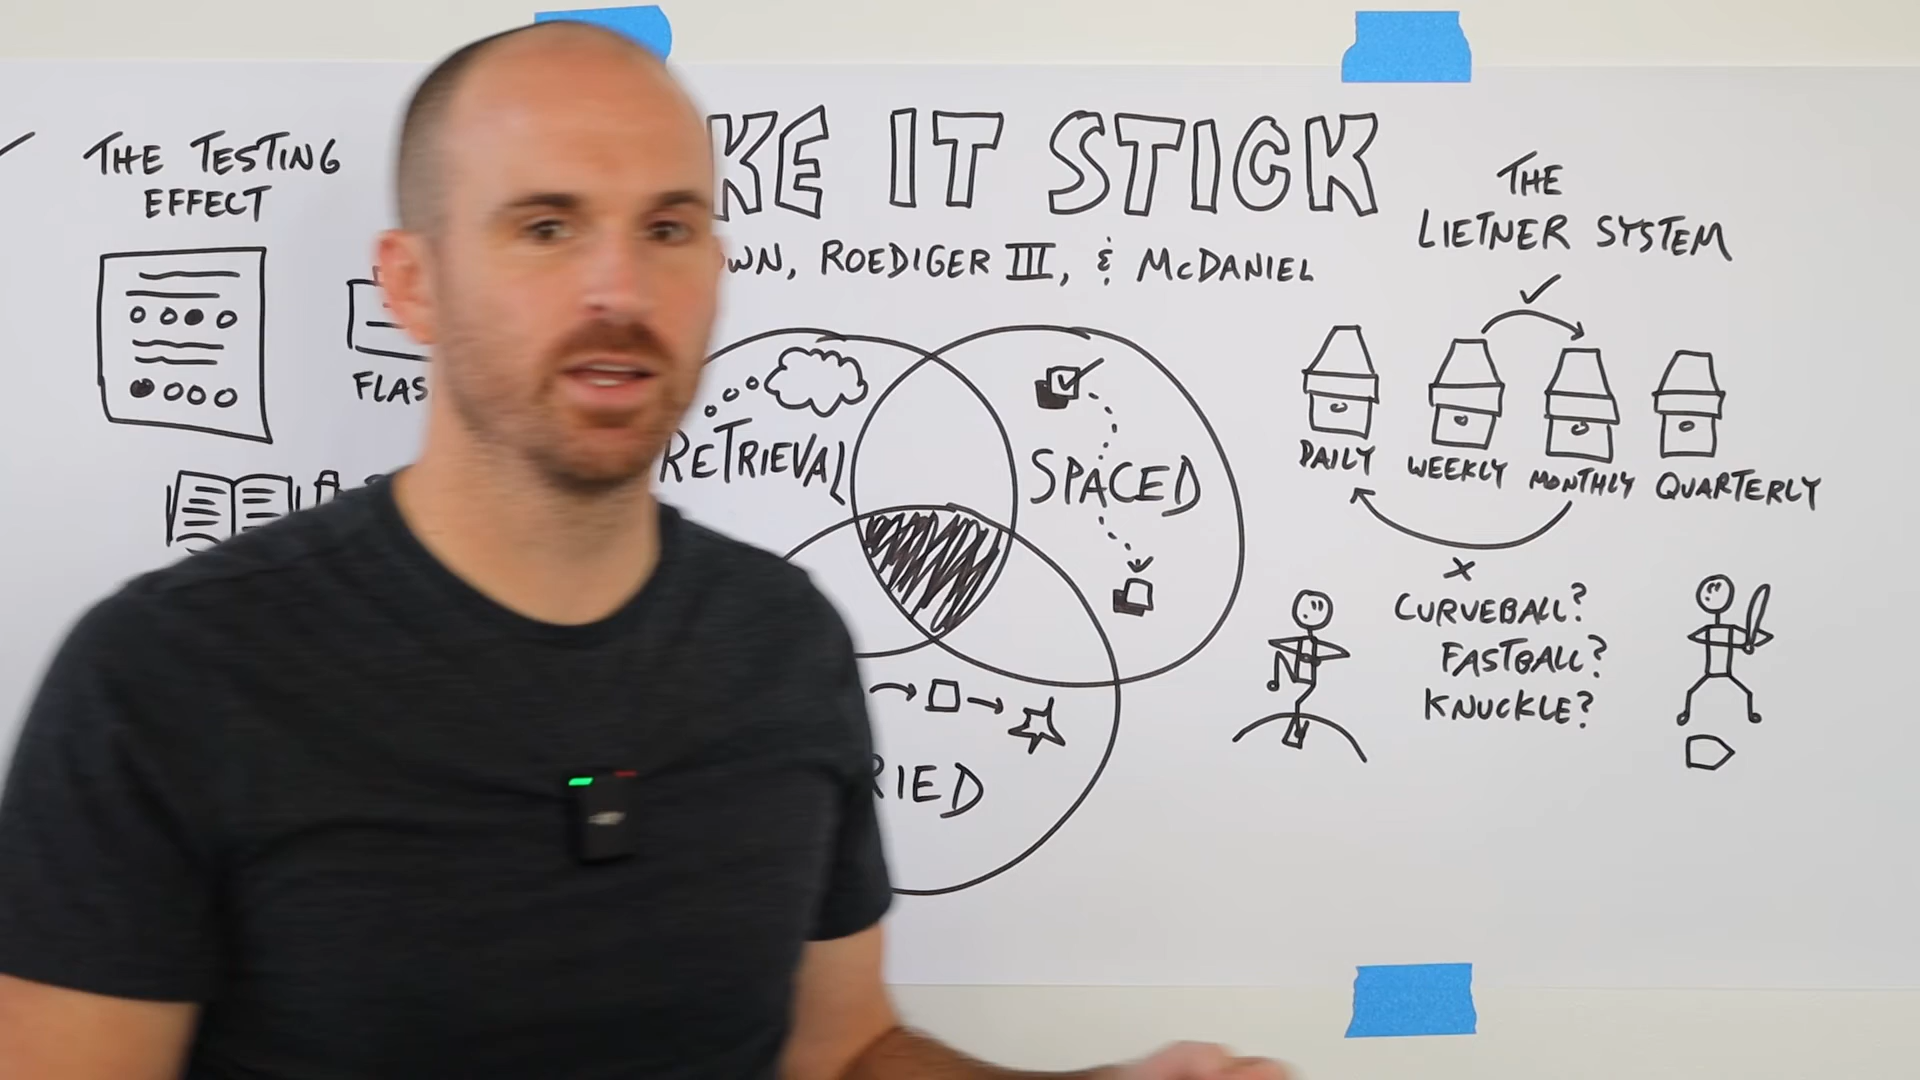 THE TESTING
EFFECT
FLAS
KE IT STICK
WN, ROEDIGER III, & McDANIEL
RETRIEVAL
SPACED
RIED
THE
LIETNER SYSTEM
DAILY WEEKLY MONTHLY QUARTERLY
CURVEBALL?
FASTBALL?
KNUCKLE?